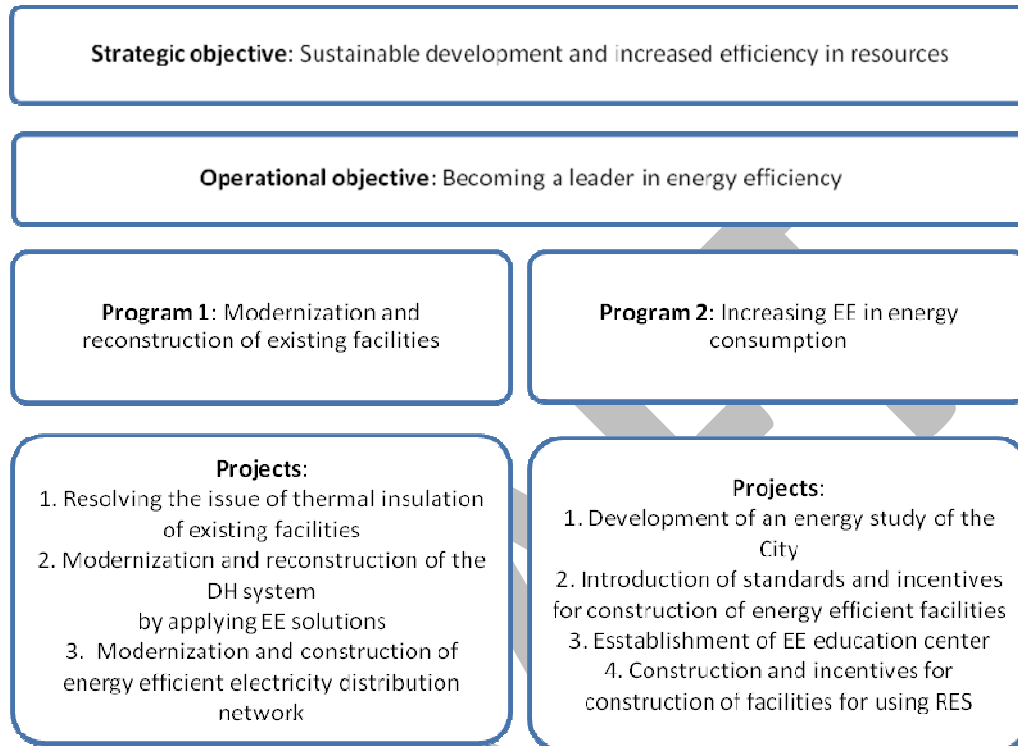 Strategic objective: Sustainable development and increased efficiency in resources
Operational objective: Becoming a leader in energy efficiency
Program 1: Modernization and
reconstruction of existing facilities
Program 2: Increasing EE in energy
consumption
Projects:
1. Resolving the issue of thermal insulation
of existing facilities
2. Modernization and reconstruction of the
DH system
by applying EE solutions
3. Modernization and construction of
energy efficient electricity distribution
network
Projects:
1. Development of an energy study of the
City
2. Introduction of standards and incentives
for construction of energy efficient facilities
3. Esstablishment of EE education center
4. Construction and incentives for
construction of facilities for using RES